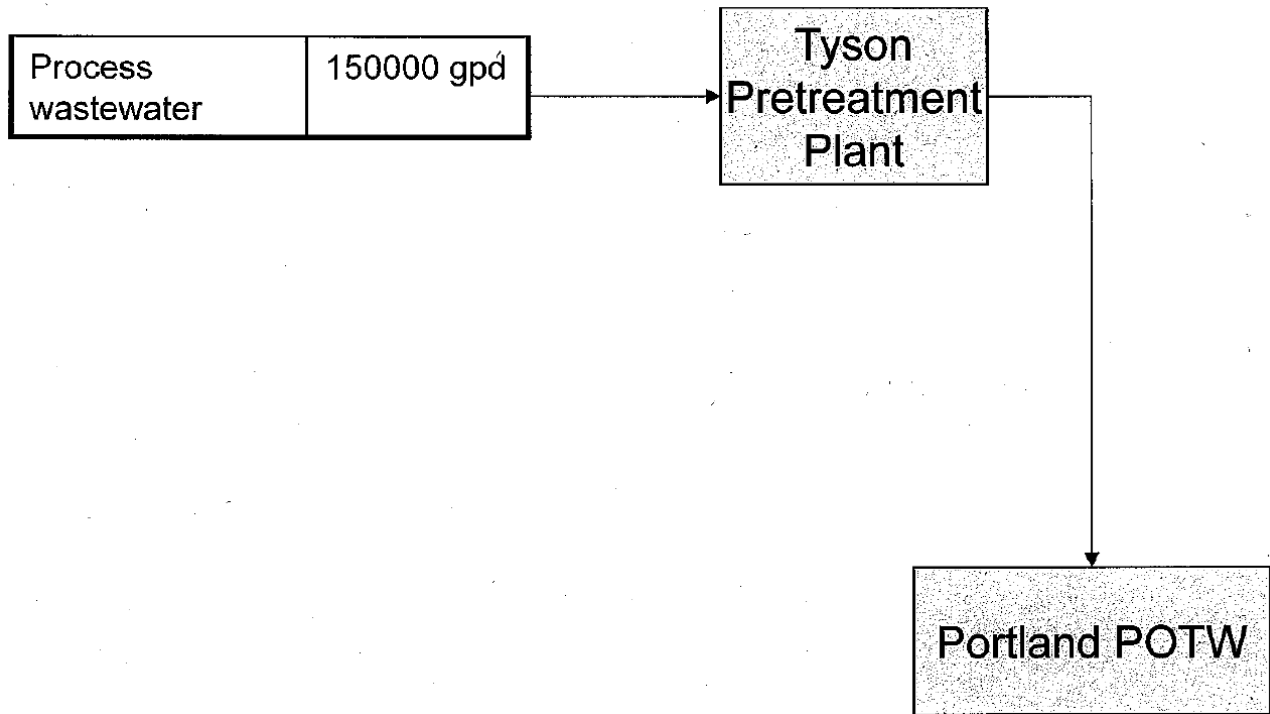 Process
wastewater
150000 gpd
Tyson
Pretreatment
Plant
Portland POTW